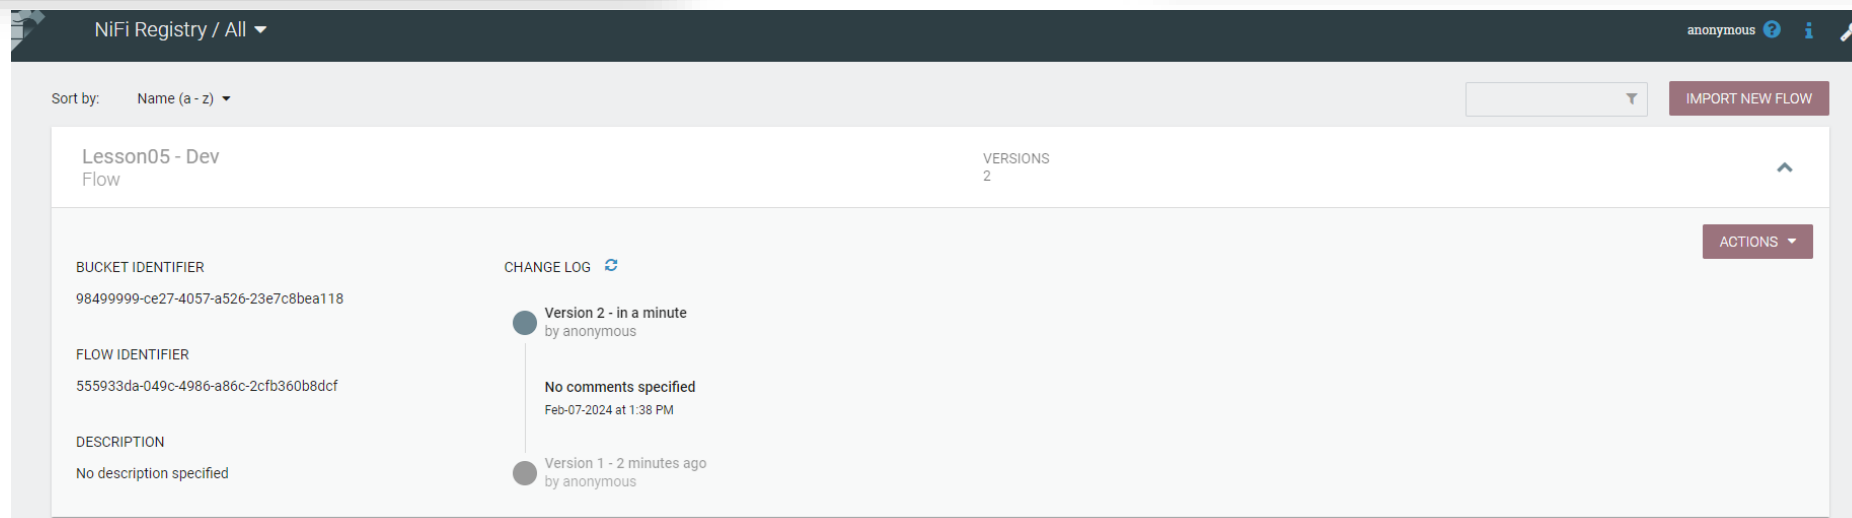 NiFi Registry / All
anonymous
Sort by: Name (a - z)
IMPORT NEW FLOW
Lesson05 - Dev
Flow
VERSIONS
2
ACTIONS
BUCKET IDENTIFIER
98499999-ce27-4057-a526-23e7c8bea118
FLOW IDENTIFIER
555933da-049c-4986-a86c-2cfb360b8dcf
DESCRIPTION
No description specified
CHANGE LOG
Version 2 - in a minute
by anonymous
No comments specified
Feb-07-2024 at 1:38 PM
Version 1 - 2 minutes ago
by anonymous